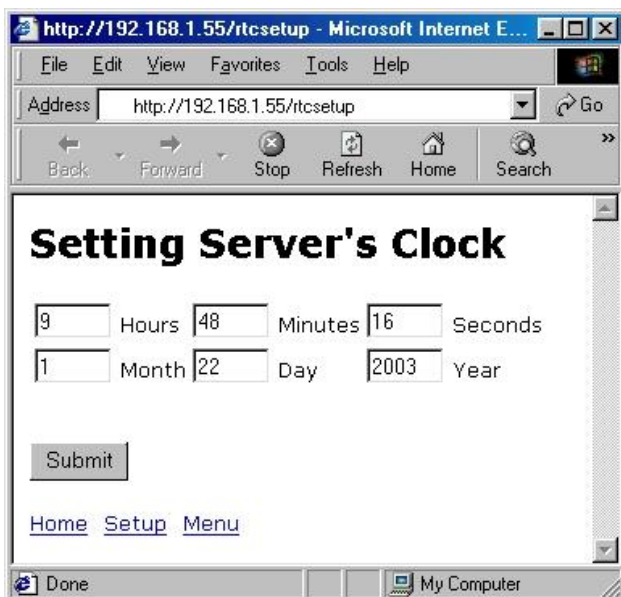 http://192.168.1.55/rtcsetup - Microsoft Internet E...
File Edit View Favorites Tools Help
Address http://192.168.1.55/rtcsetup Go
Back Forward Stop Refresh Home Search »
Setting Server's Clock
9 Hours 48 Minutes 16 Seconds
1 Month 22 Day 2003 Year
Submit
Home Setup Menu
Done My Computer